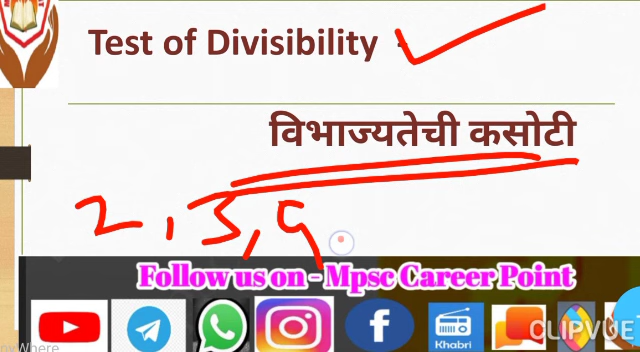 Test of Divisibility -
विभाज्यतेची कसोटी
2, 3, 9
Follow us on - Mpsc Career Point
Khabri
CLIPVUE